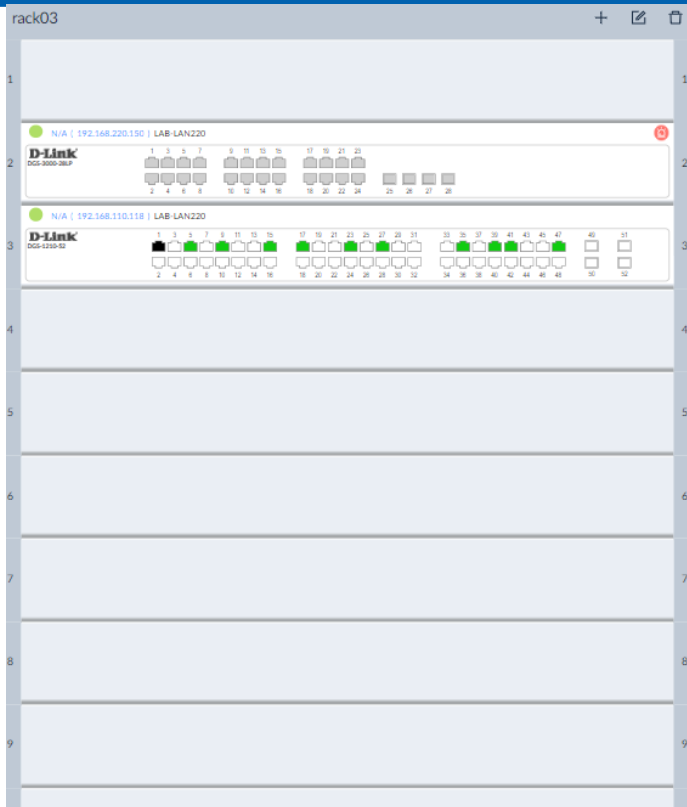 rack03
1 1
N/A ( 192.168.220.150 ) LAB-LAN220
D-Link
DGS-3000-28LP
1 3 5 7 9 11 13 15 17 19 21 23
2 2
2 4 6 8 10 12 14 16 18 20 22 24 25 26 27 28
N/A ( 192.168.110.118 ) LAB-LAN220
D-Link
DGS-1210-52
1 3 5 7 9 11 13 15 17 19 21 23 25 27 29 31 33 35 37 39 41 43 45 47 49 51
3 3
2 4 6 8 10 12 14 16 18 20 22 24 26 28 30 32 34 36 38 40 42 44 46 48 50 52
4 4
5 5
6 6
7 7
8 8
9 9